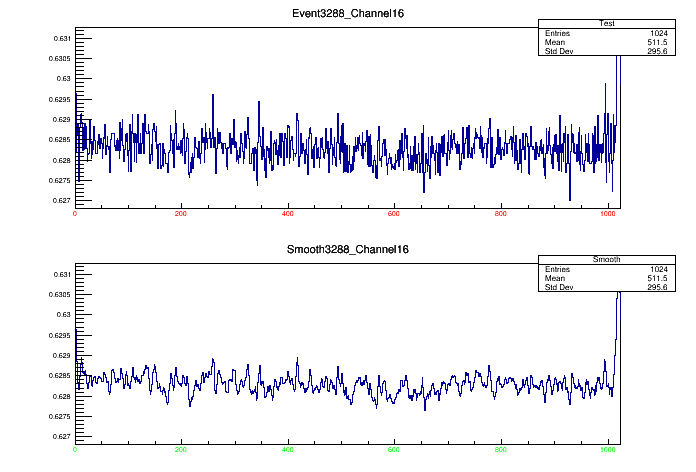 Event3288_Channel16
Test
Entries 1024
Mean 511.5
Std Dev 295.6
0.631
0.6305
0.63
0.6295
0.629
0.6285
0.628
0.6275
0.627
0 200 400 600 800 1000
Smooth3288_Channel16
Smooth
Entries 1024
Mean 511.5
Std Dev 295.6
0.631
0.6305
0.63
0.6295
0.629
0.6285
0.628
0.6275
0.627
0 200 400 600 800 1000